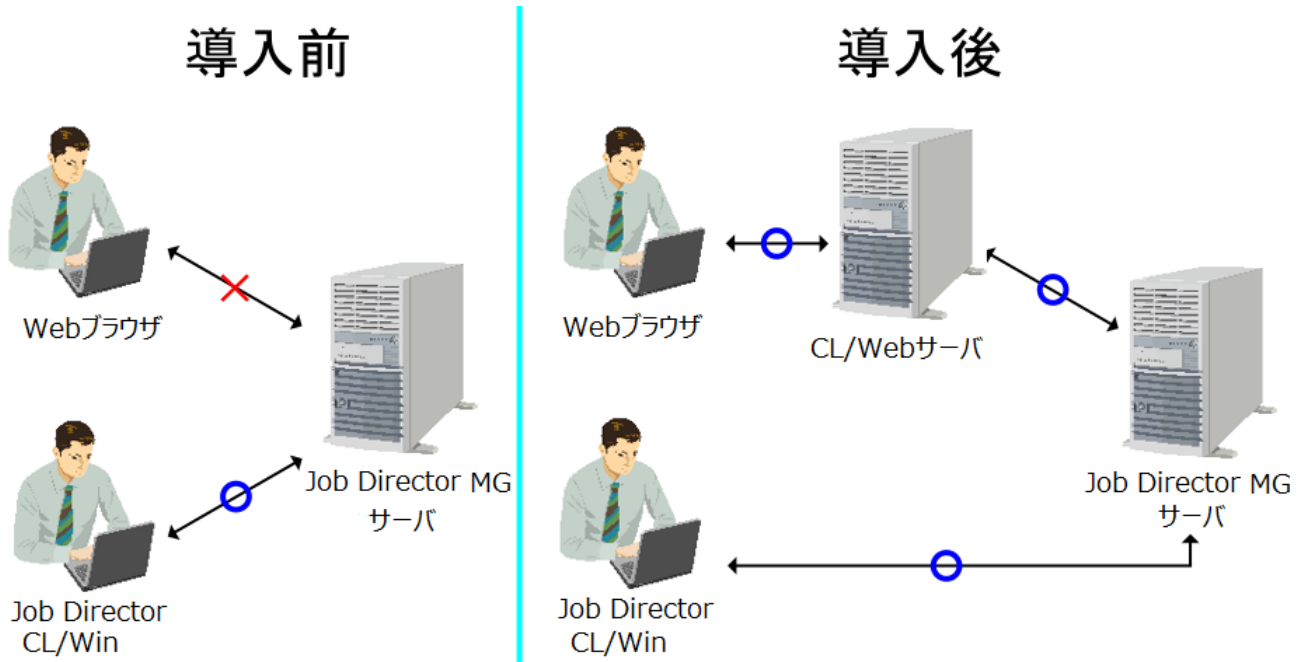 導入前
Webブラウザ
Job Director MG
サーバ
Job Director
CL/Win
導入後
Webブラウザ
CL/Webサーバ
Job Director MG
サーバ
Job Director
CL/Win